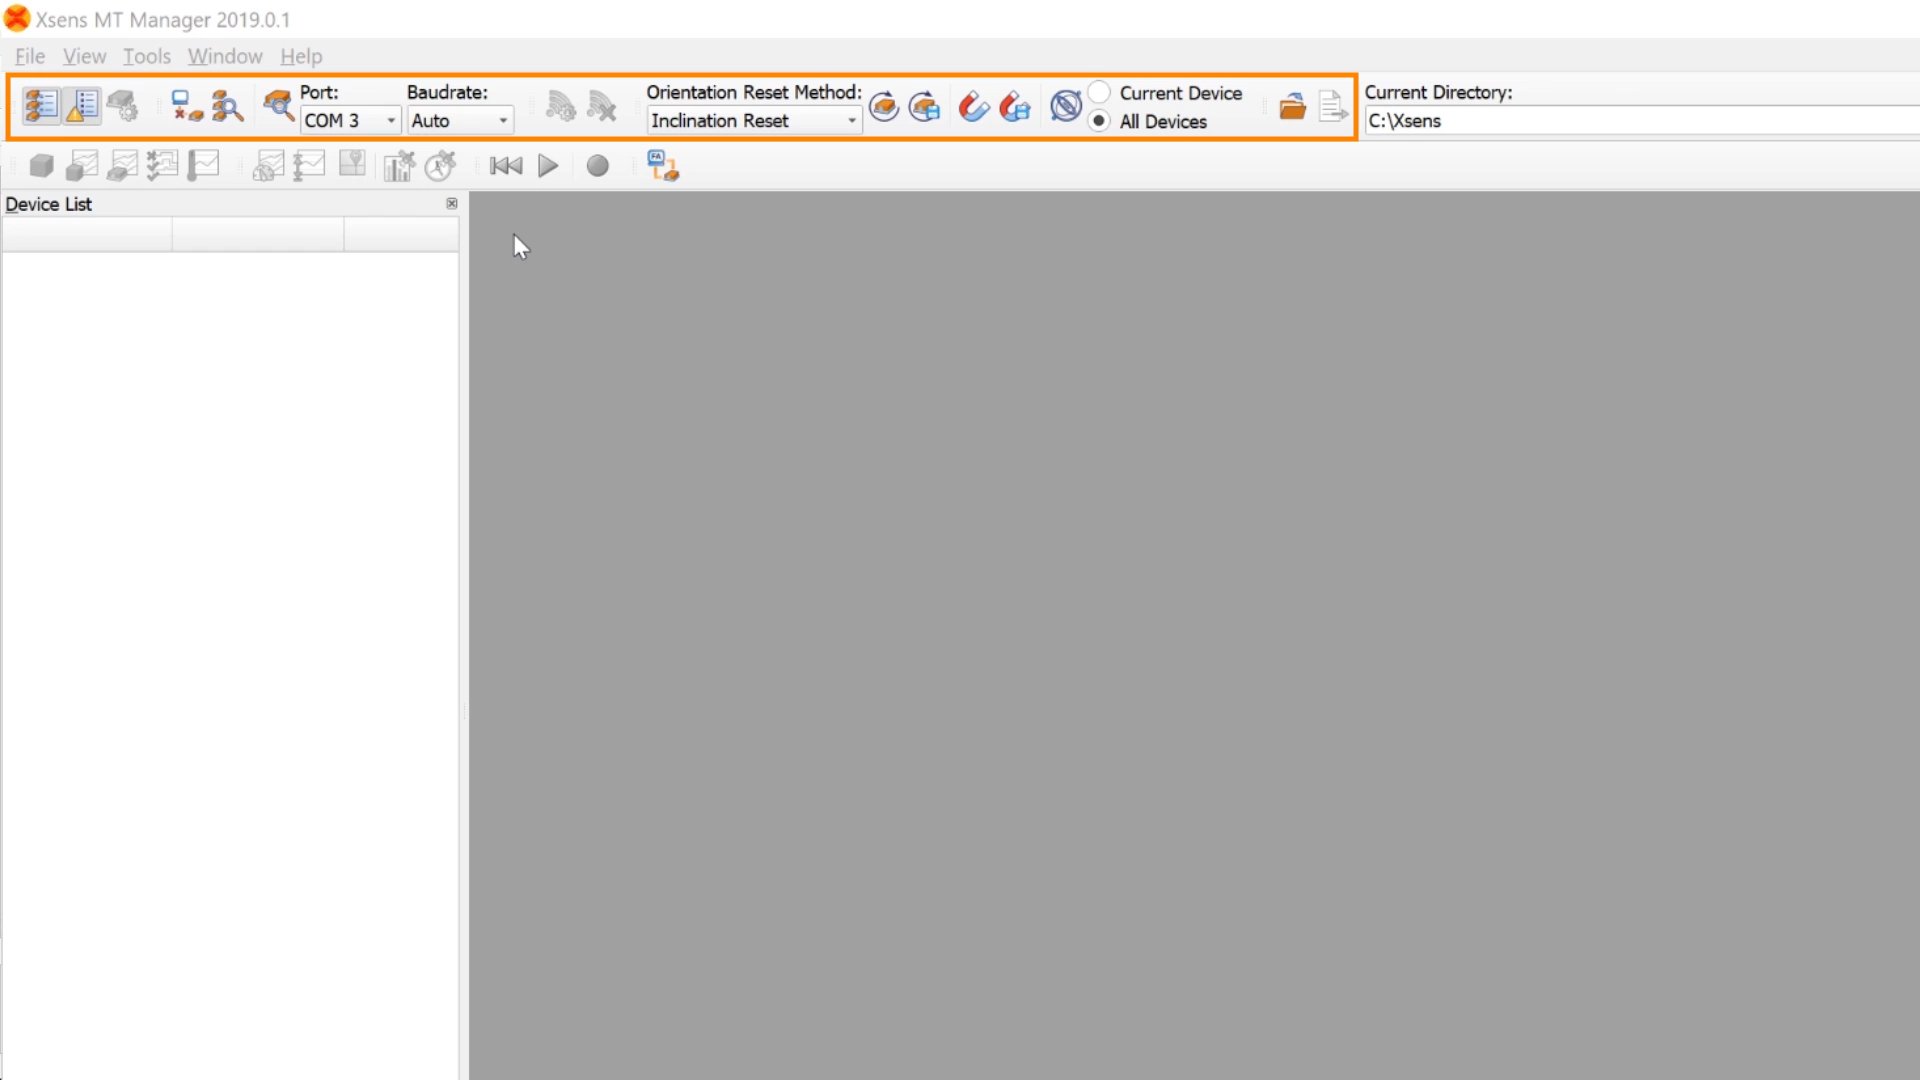 Xsens MT Manager 2019.0.1
File View Tools Window Help
Port: Baudrate: Orientation Reset Method: Current Device Current Directory:
COM 3 Auto Inclination Reset All Devices C:\Xsens
FA
Device List